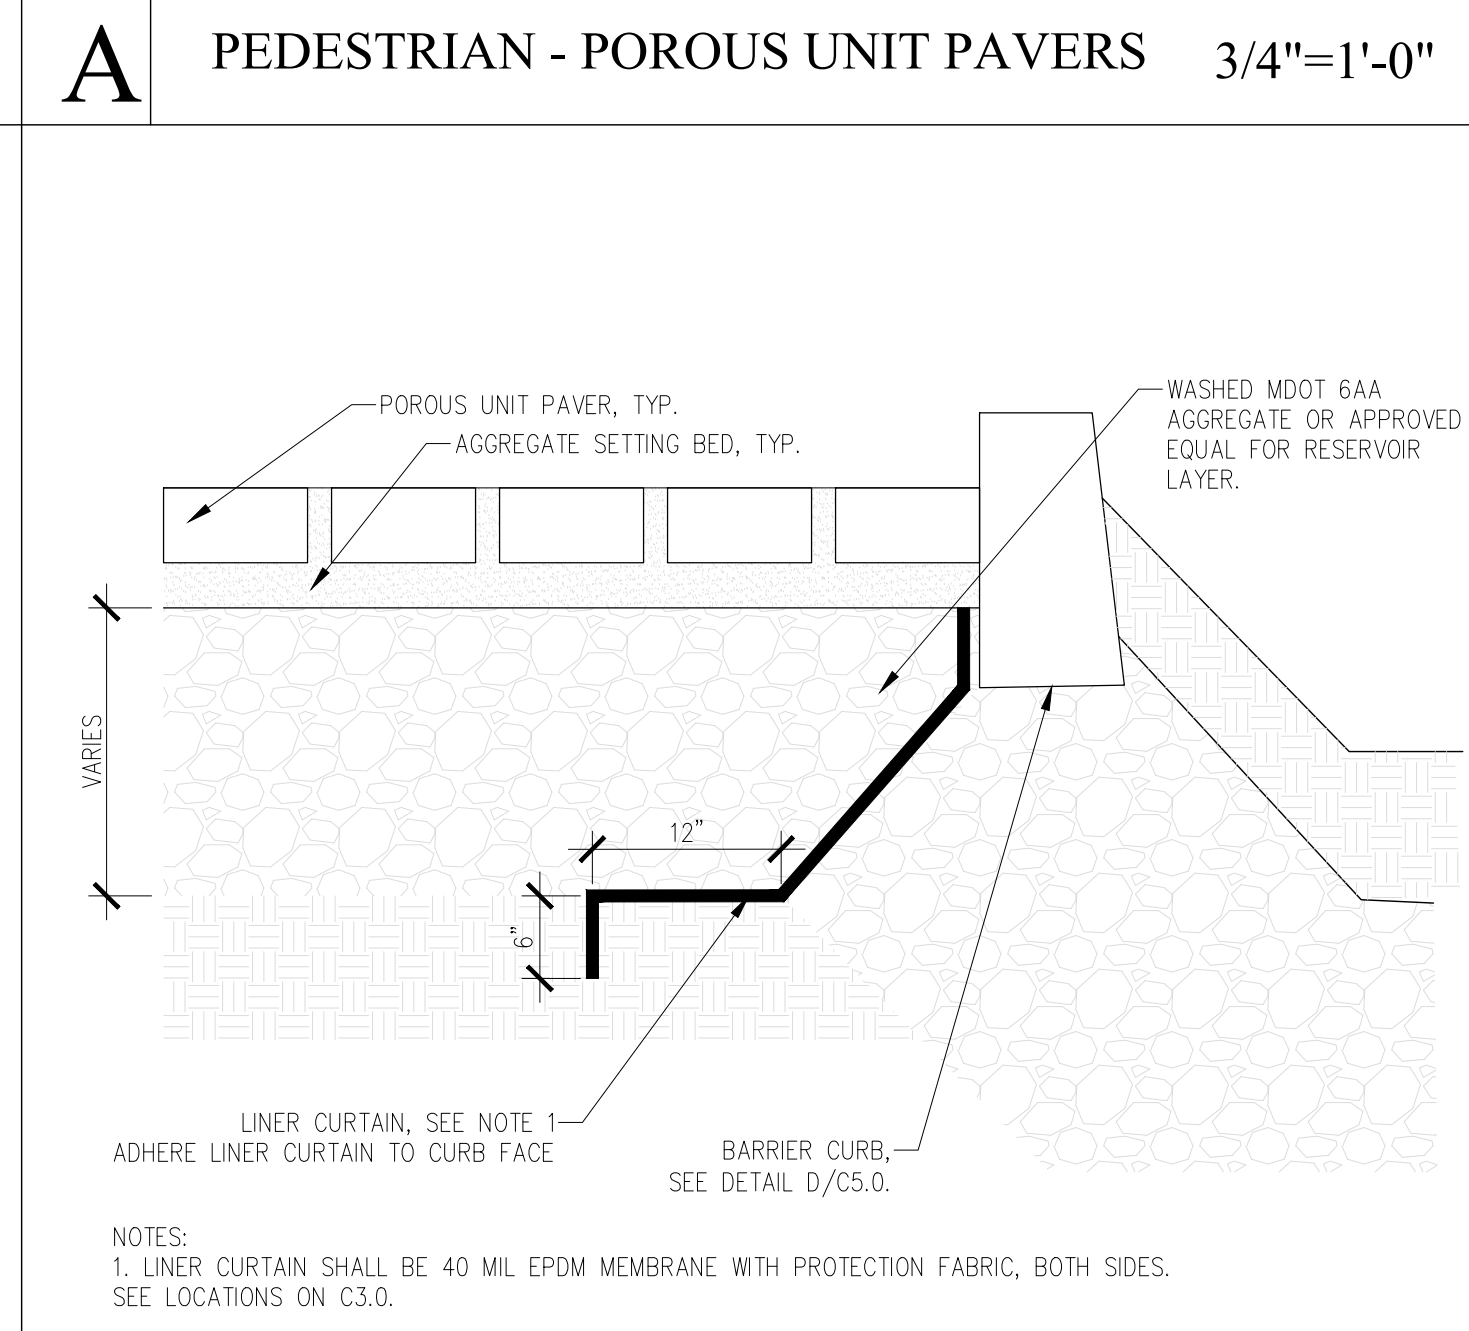 A
PEDESTRIAN - POROUS UNIT PAVERS
3/4"=1'-0"
POROUS UNIT PAVER, TYP.
AGGREGATE SETTING BED, TYP.
WASHED MDOT 6AA
AGGREGATE OR APPROVED
EQUAL FOR RESERVOIR
LAYER.
VARIES
12”
6”
LINER CURTAIN, SEE NOTE 1
ADHERE LINER CURTAIN TO CURB FACE
BARRIER CURB,
SEE DETAIL D/C5.0.
NOTES:
1. LINER CURTAIN SHALL BE 40 MIL EPDM MEMBRANE WITH PROTECTION FABRIC, BOTH SIDES.
SEE LOCATIONS ON C3.0.